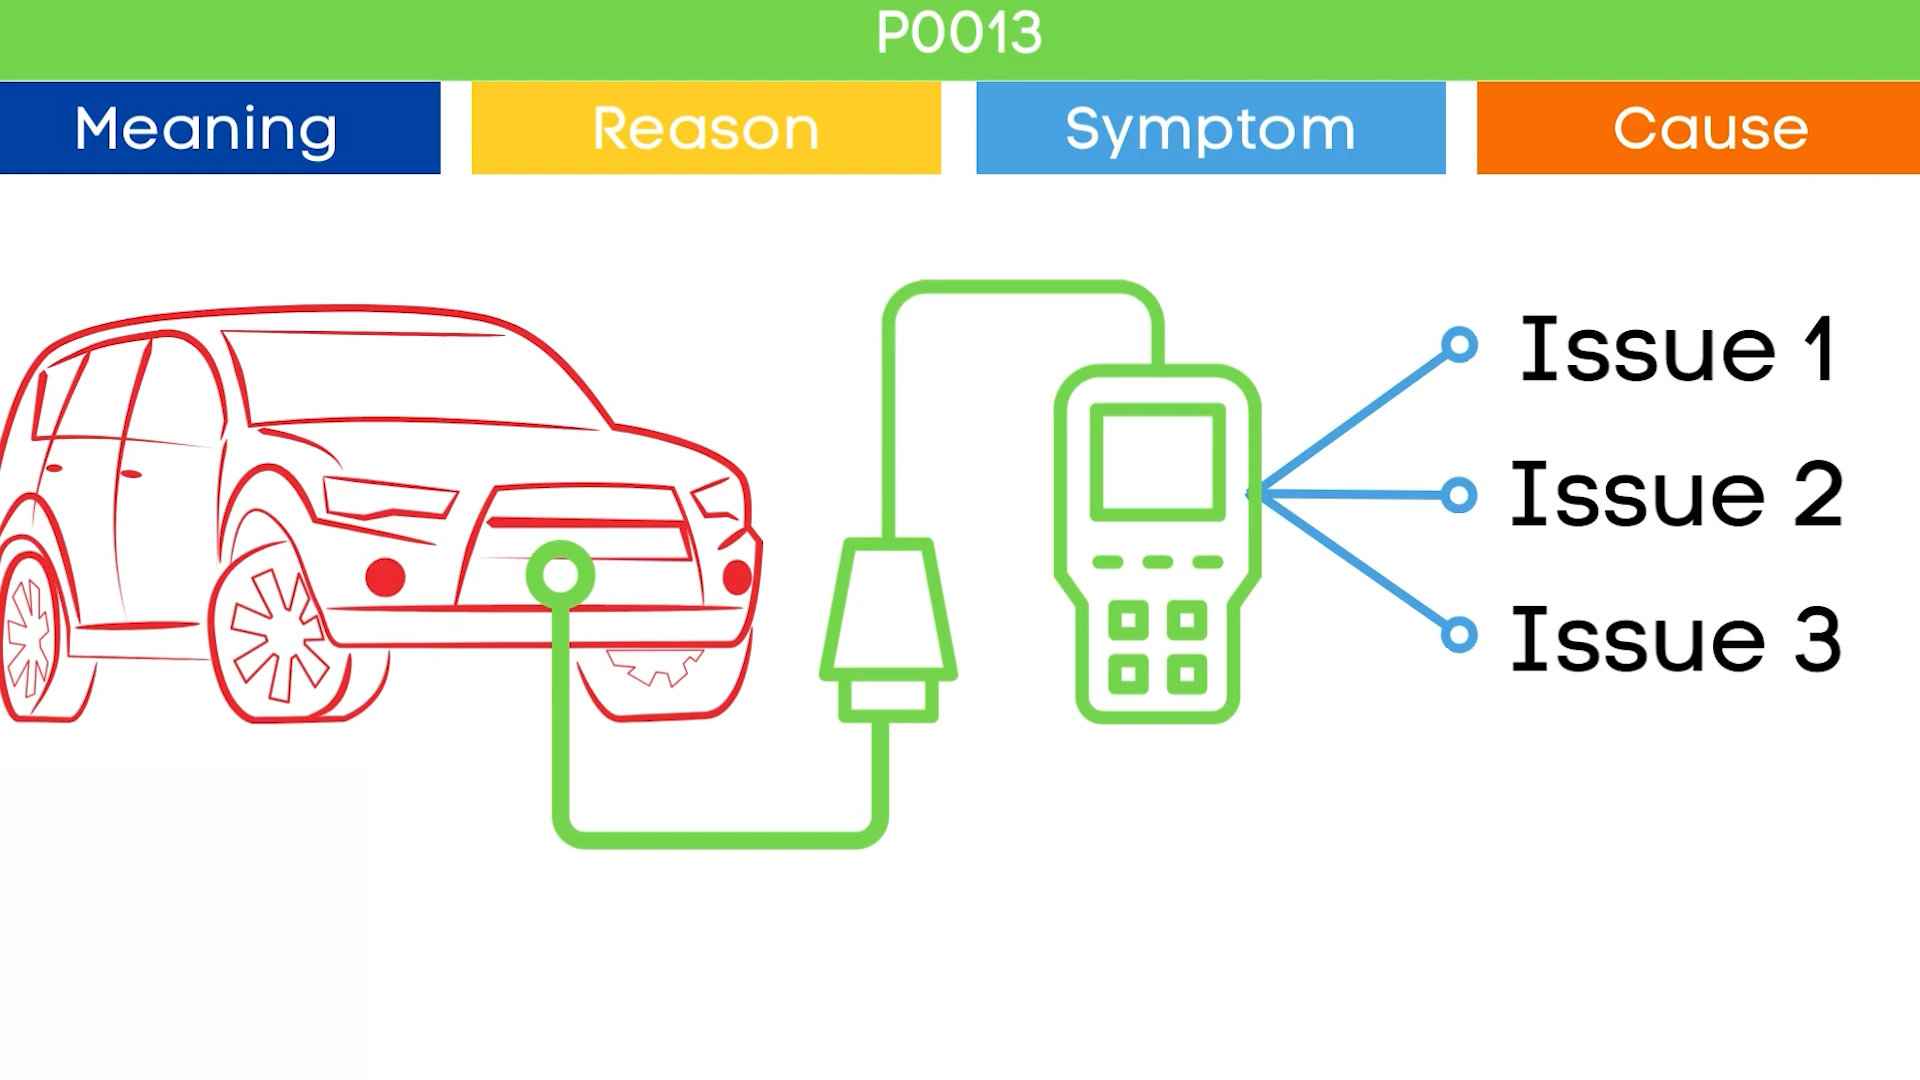 P0013
Meaning
Reason
Symptom
Cause
Issue 1
Issue 2
Issue 3